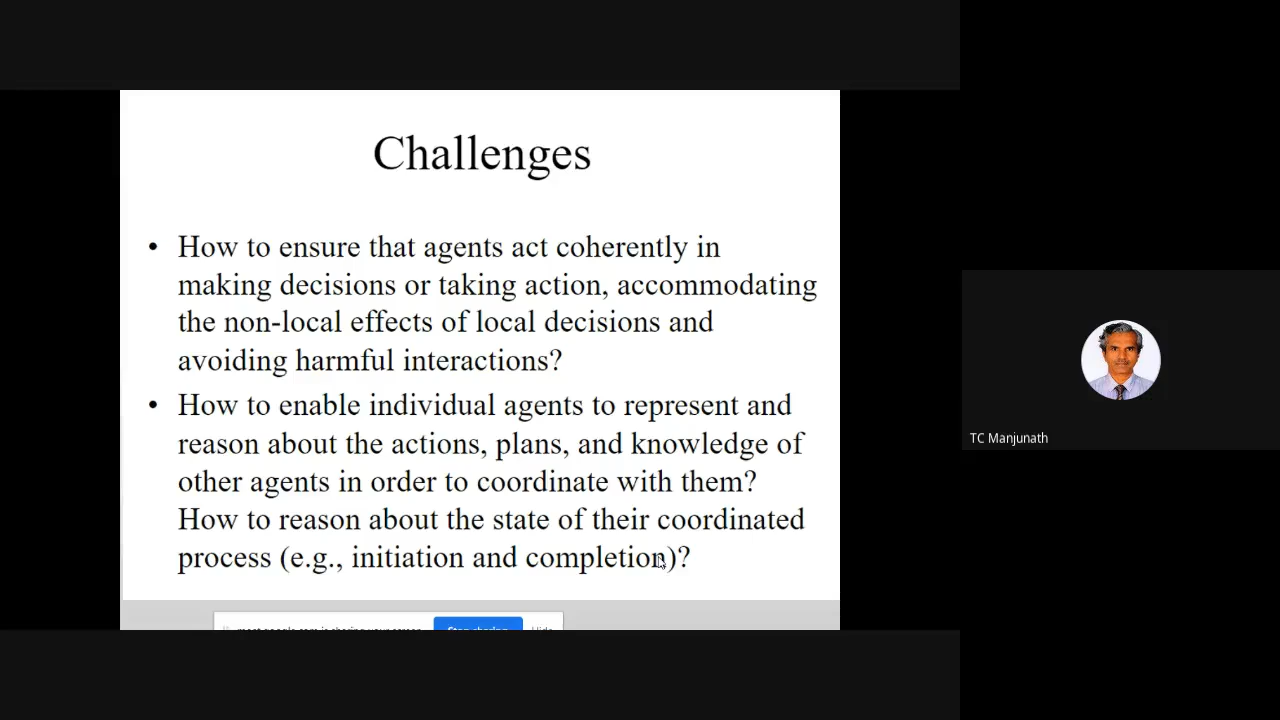 Challenges
• How to ensure that agents act coherently in
making decisions or taking action, accommodating
the non-local effects of local decisions and
avoiding harmful interactions?
• How to enable individual agents to represent and
reason about the actions, plans, and knowledge of
other agents in order to coordinate with them?
How to reason about the state of their coordinated
process (e.g., initiation and completion)?
TC Manjunath